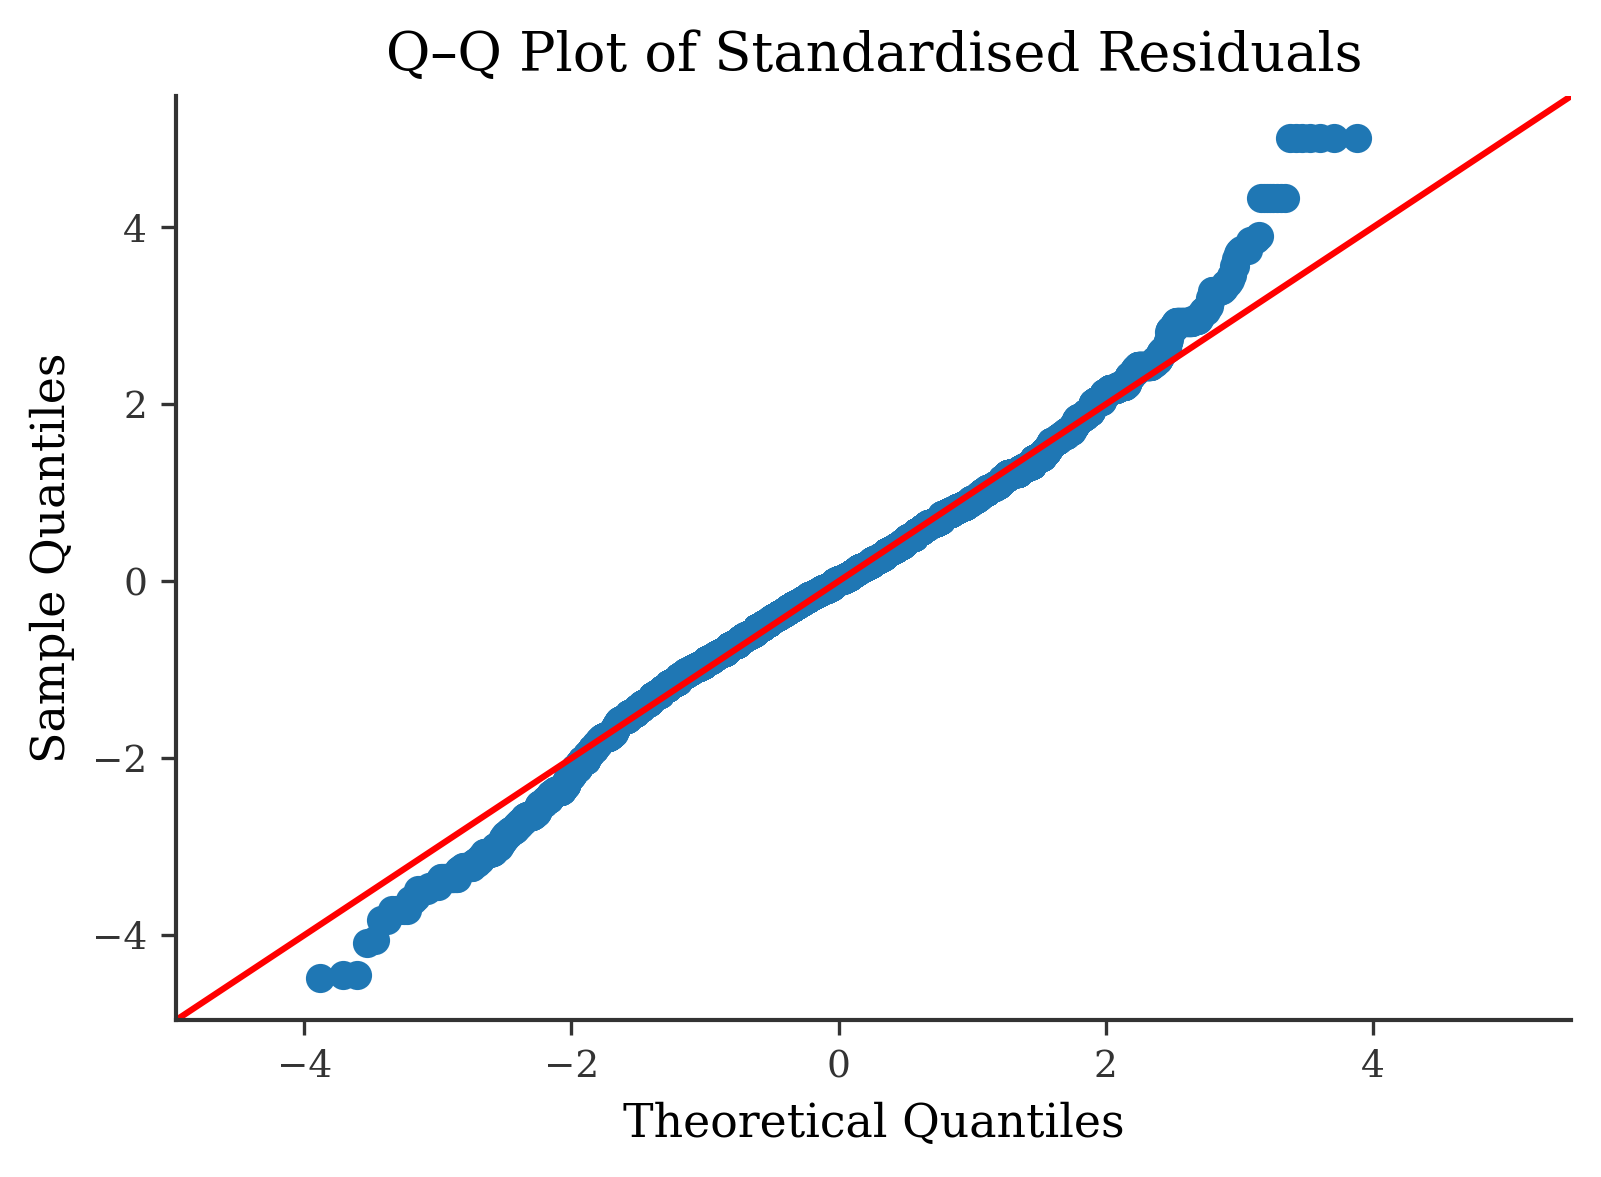 Q–Q Plot of Standardised Residuals
Sample Quantiles
4
2
0
−2
−4
−4 −2 0 2 4
Theoretical Quantiles